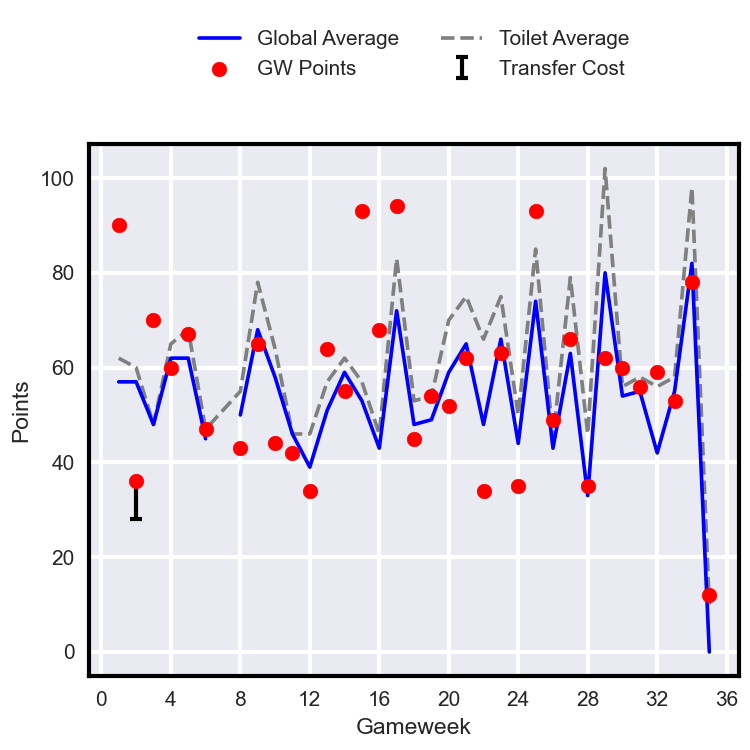 Global Average
Toilet Average
GW Points
Transfer Cost
100
80
60
40
20
0
Points
0 4 8 12 16 20 24 28 32 36
Gameweek